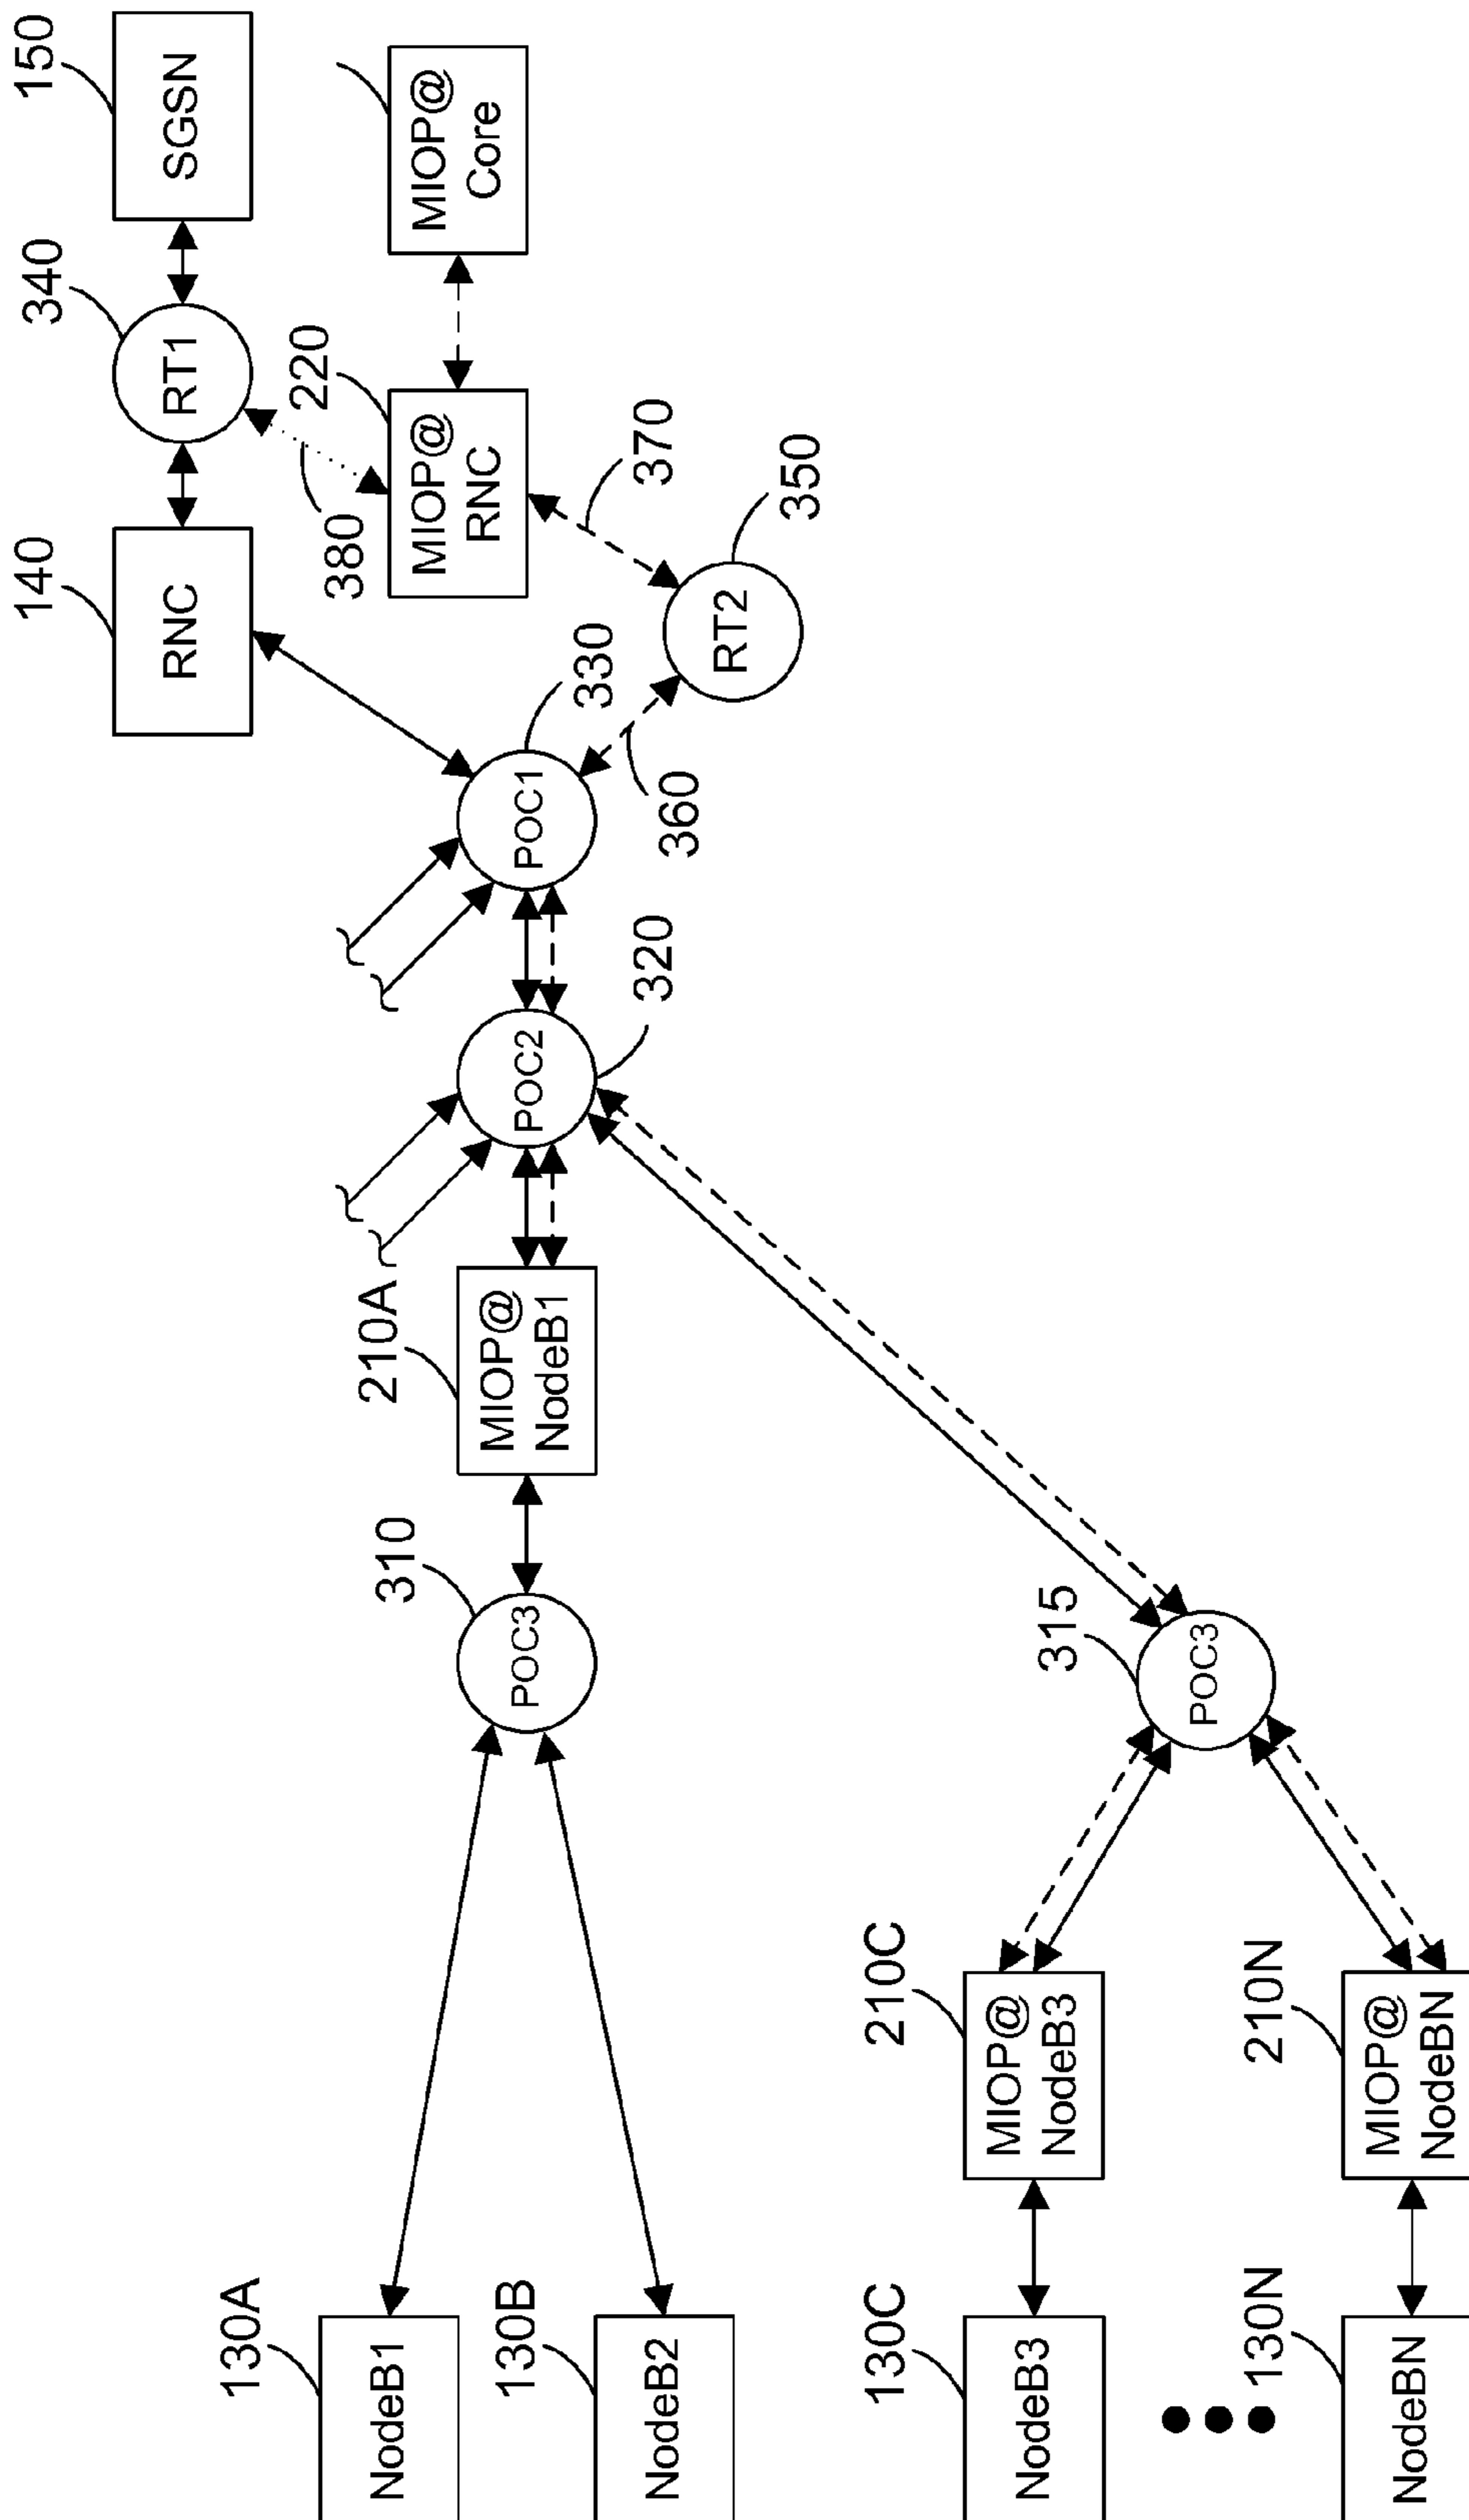 130A
NodeB1
130B
NodeB2
130C
NodeB3
130N
NodeBN
210C
MIOP@
NodeB3
210N
MIOP@
NodeBN
310
POC3
315
POC3
210A
MIOP@
NodeB1
POC2
320
POC1
330
360
RT2
350
370
140
RNC
380
220
MIOP@
RNC
340
RT1
150
SGSN
MIOP@
Core